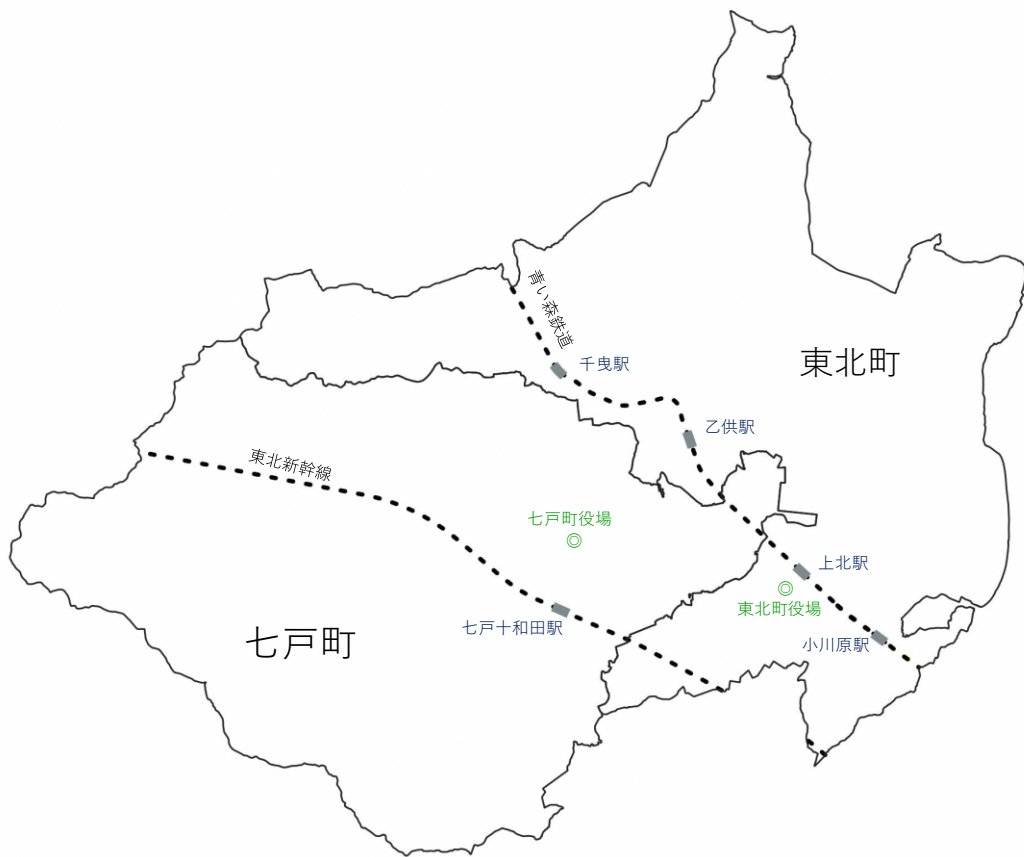 青い森鉄道
千曳駅
東北町
乙供駅
東北新幹線
七戸町役場
上北駅
東北町役場
七戸十和田駅
七戸町
小川原駅